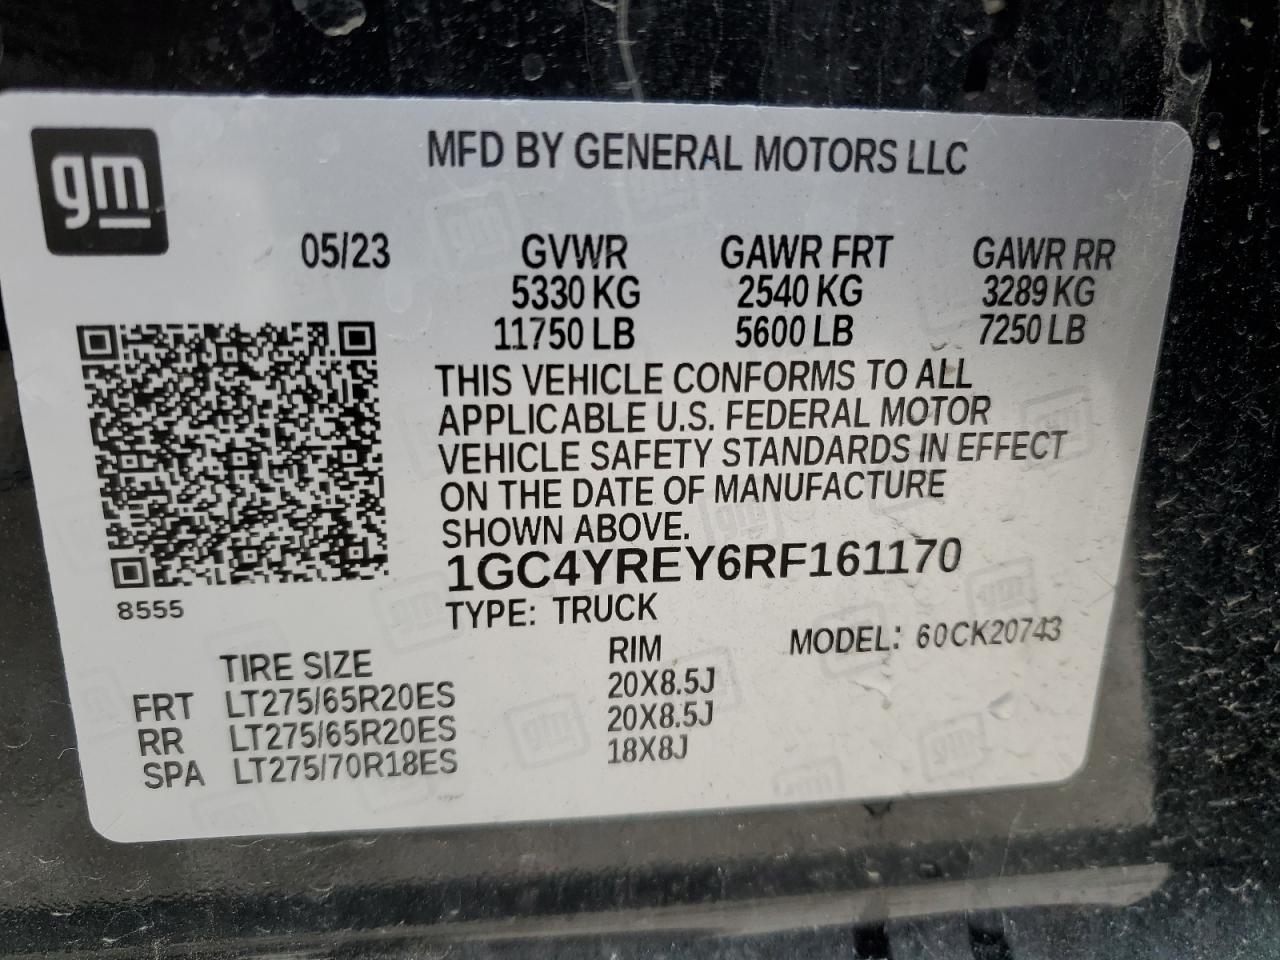 gm
MFD BY GENERAL MOTORS LLC
05/23 GVWR GAWR FRT GAWR RR
5330 KG 2540 KG 3289 KG
11750 LB 5600 LB 7250 LB
THIS VEHICLE CONFORMS TO ALL
APPLICABLE U.S. FEDERAL MOTOR
VEHICLE SAFETY STANDARDS IN EFFECT
ON THE DATE OF MANUFACTURE
SHOWN ABOVE.
1GC4YREY6RF161170
8555
TYPE: TRUCK
MODEL: 60CK20743
TIRE SIZE RIM
FRT LT275/65R20ES 20X8.5J
RR LT275/65R20ES 20X8.5J
SPA LT275/70R18ES 18X8J